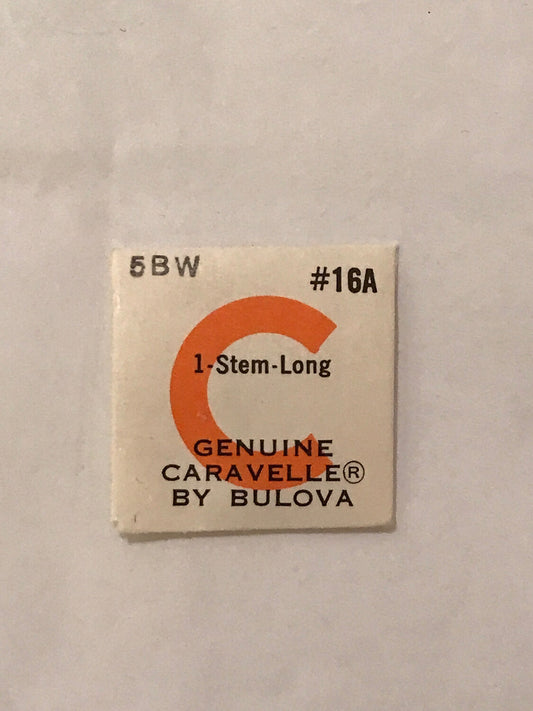 5BW
#16A
1-Stem-Long
GENUINE
CARAVELLE®
BY BULOVA